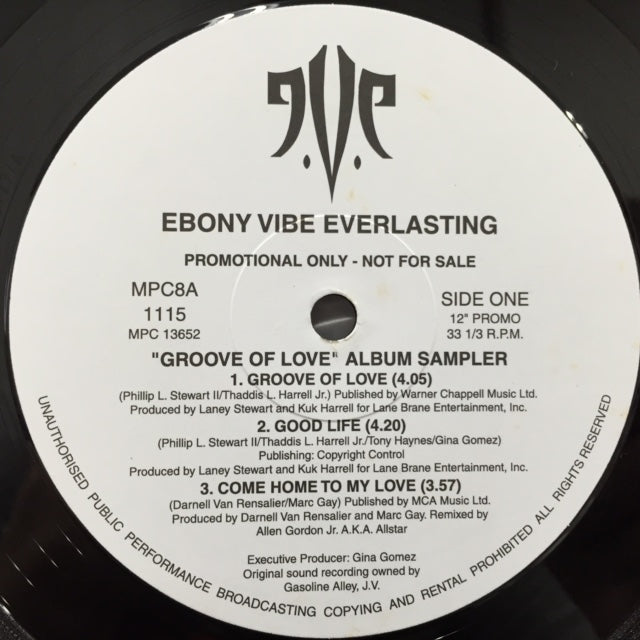 e.V.e.
EBONY VIBE EVERLASTING
PROMOTIONAL ONLY - NOT FOR SALE
MPC8A
1115
MPC 13652
SIDE ONE
12" PROMO
33 1/3 R.P.M.
"GROOVE OF LOVE" ALBUM SAMPLER
1. GROOVE OF LOVE (4.05)
(Phillip L. Stewart II/Thaddis L. Harrell Jr.) Published by Warner Chappell Music Ltd.
Produced by Laney Stewart and Kuk Harrell for Lane Brane Entertainment, Inc.
2. GOOD LIFE (4.20)
(Phillip L. Stewart II/Thaddis L. Harrell Jr./Tony Haynes/Gina Gomez)
Publishing: Copyright Control
Produced by Laney Stewart and Kuk Harrell for Lane Brane Entertainment, Inc.
3. COME HOME TO MY LOVE (3.57)
(Darnell Van Rensalier/Marc Gay) Published by MCA Music Ltd.
Produced by Darnell Van Rensalier and Marc Gay. Remixed by
Allen Gordon Jr. A.K.A. Allstar
Executive Producer: Gina Gomez
Original sound recording owned by
Gasoline Alley, J.V.
UNAUTHORISED PUBLIC PERFORMANCE BROADCASTING COPYING AND RENTAL PROHIBITED ALL RIGHTS RESERVED